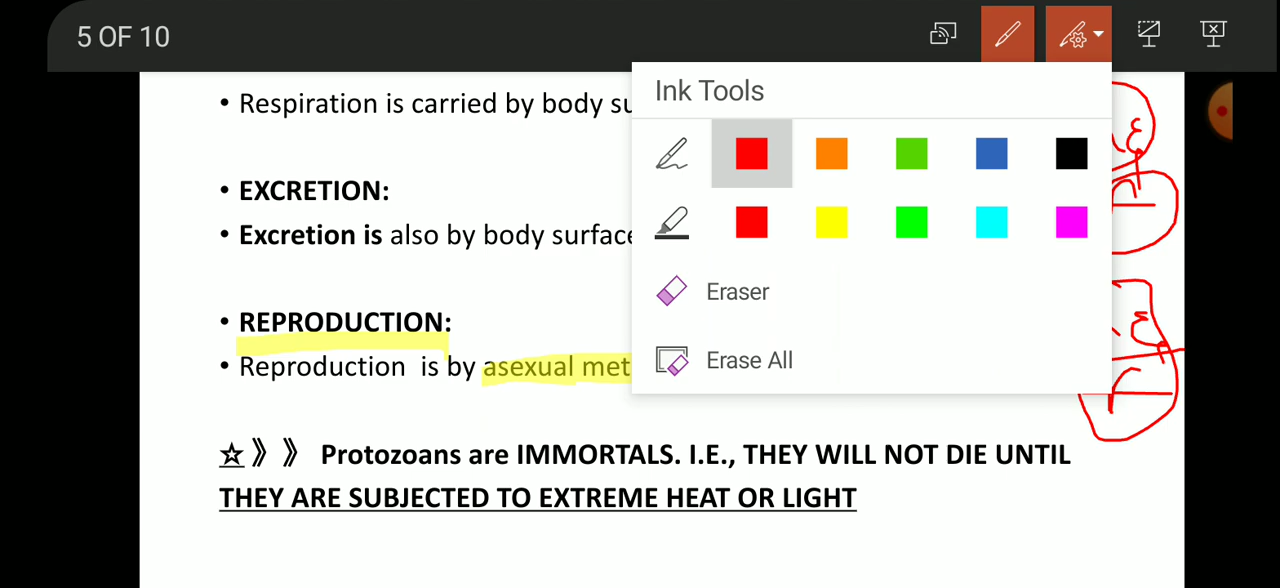 5 OF 10
Ink Tools
Eraser
Erase All
• Respiration is carried by body
• EXCRETION:
• Excretion is also by body surface
• REPRODUCTION:
• Reproduction is by asexual
☆》》 Protozoans are IMMORTALS. I.E., THEY WILL NOT DIE UNTIL
THEY ARE SUBJECTED TO EXTREME HEAT OR LIGHT